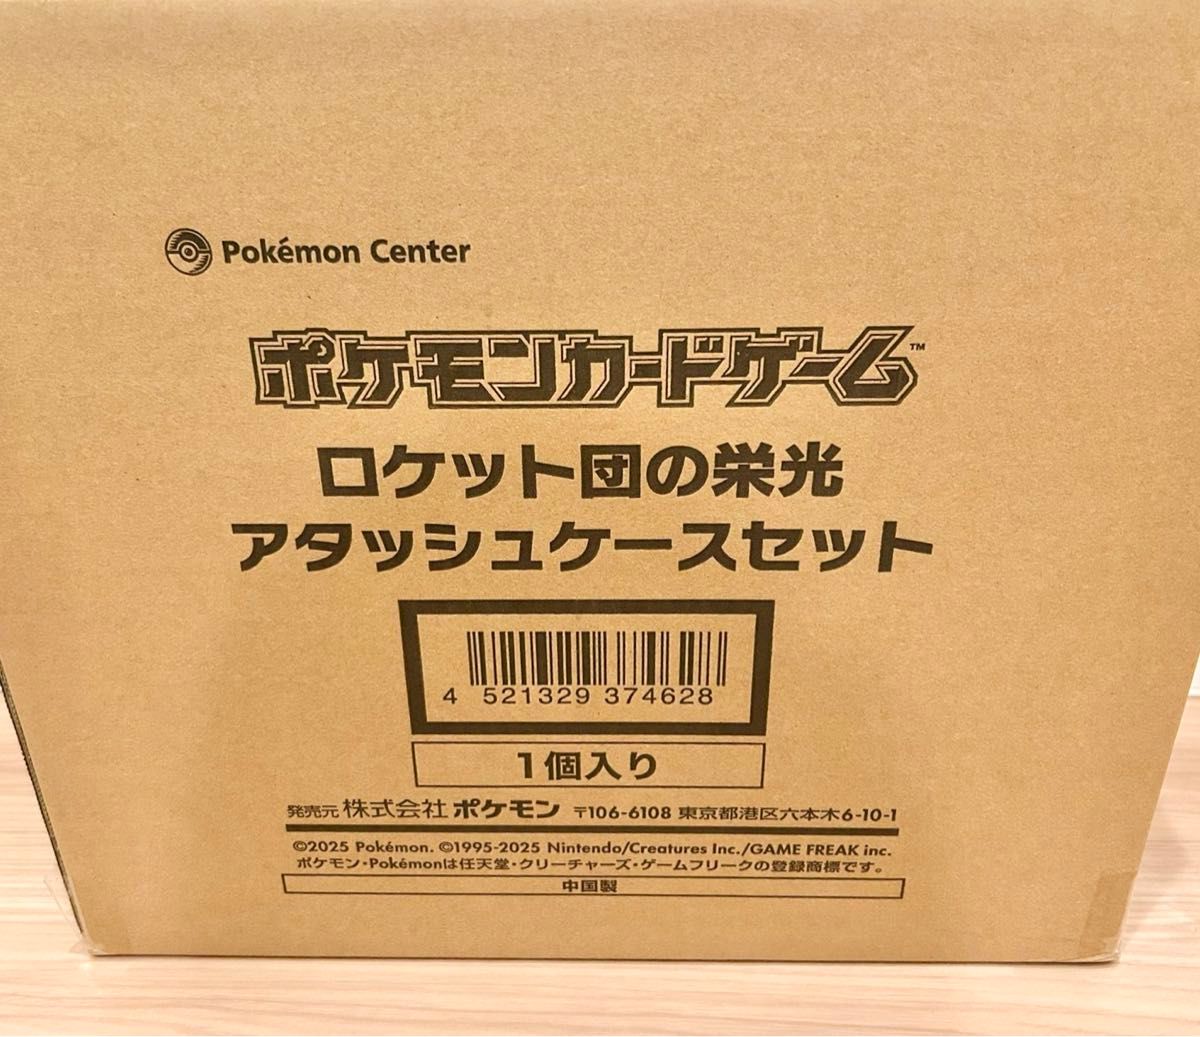 Pokémon Center
ポケモンカードゲーム™
ロケット団の栄光
アタッシュケースセット
4 521329 374628
1個入り
発売元 株式会社 ポケモン 〒106-6108 東京都港区六本木6-10-1
©2025 Pokémon. ©1995-2025 Nintendo/Creatures Inc./GAME FREAK inc.
ポケモン・Pokémonは任天堂・クリーチャーズ・ゲームフリークの登録商標です。
中国製